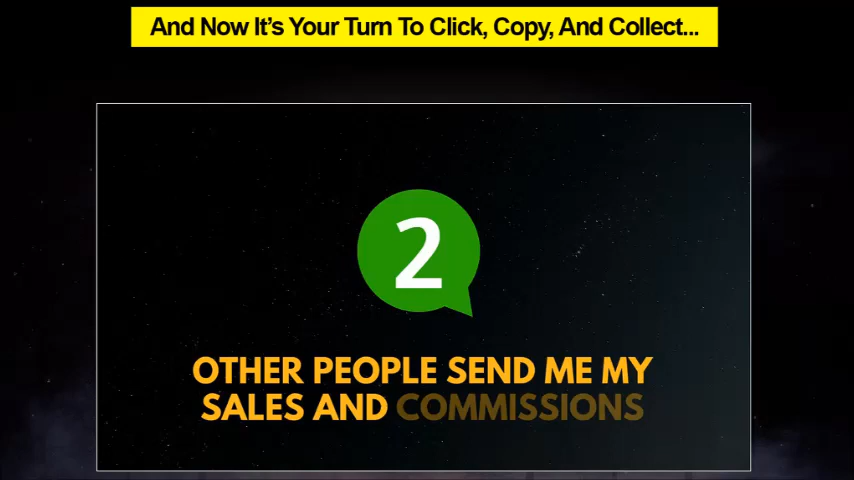 And Now It's Your Turn To Click, Copy, And Collect...
2
OTHER PEOPLE SEND ME MY
SALES AND COMMISSIONS